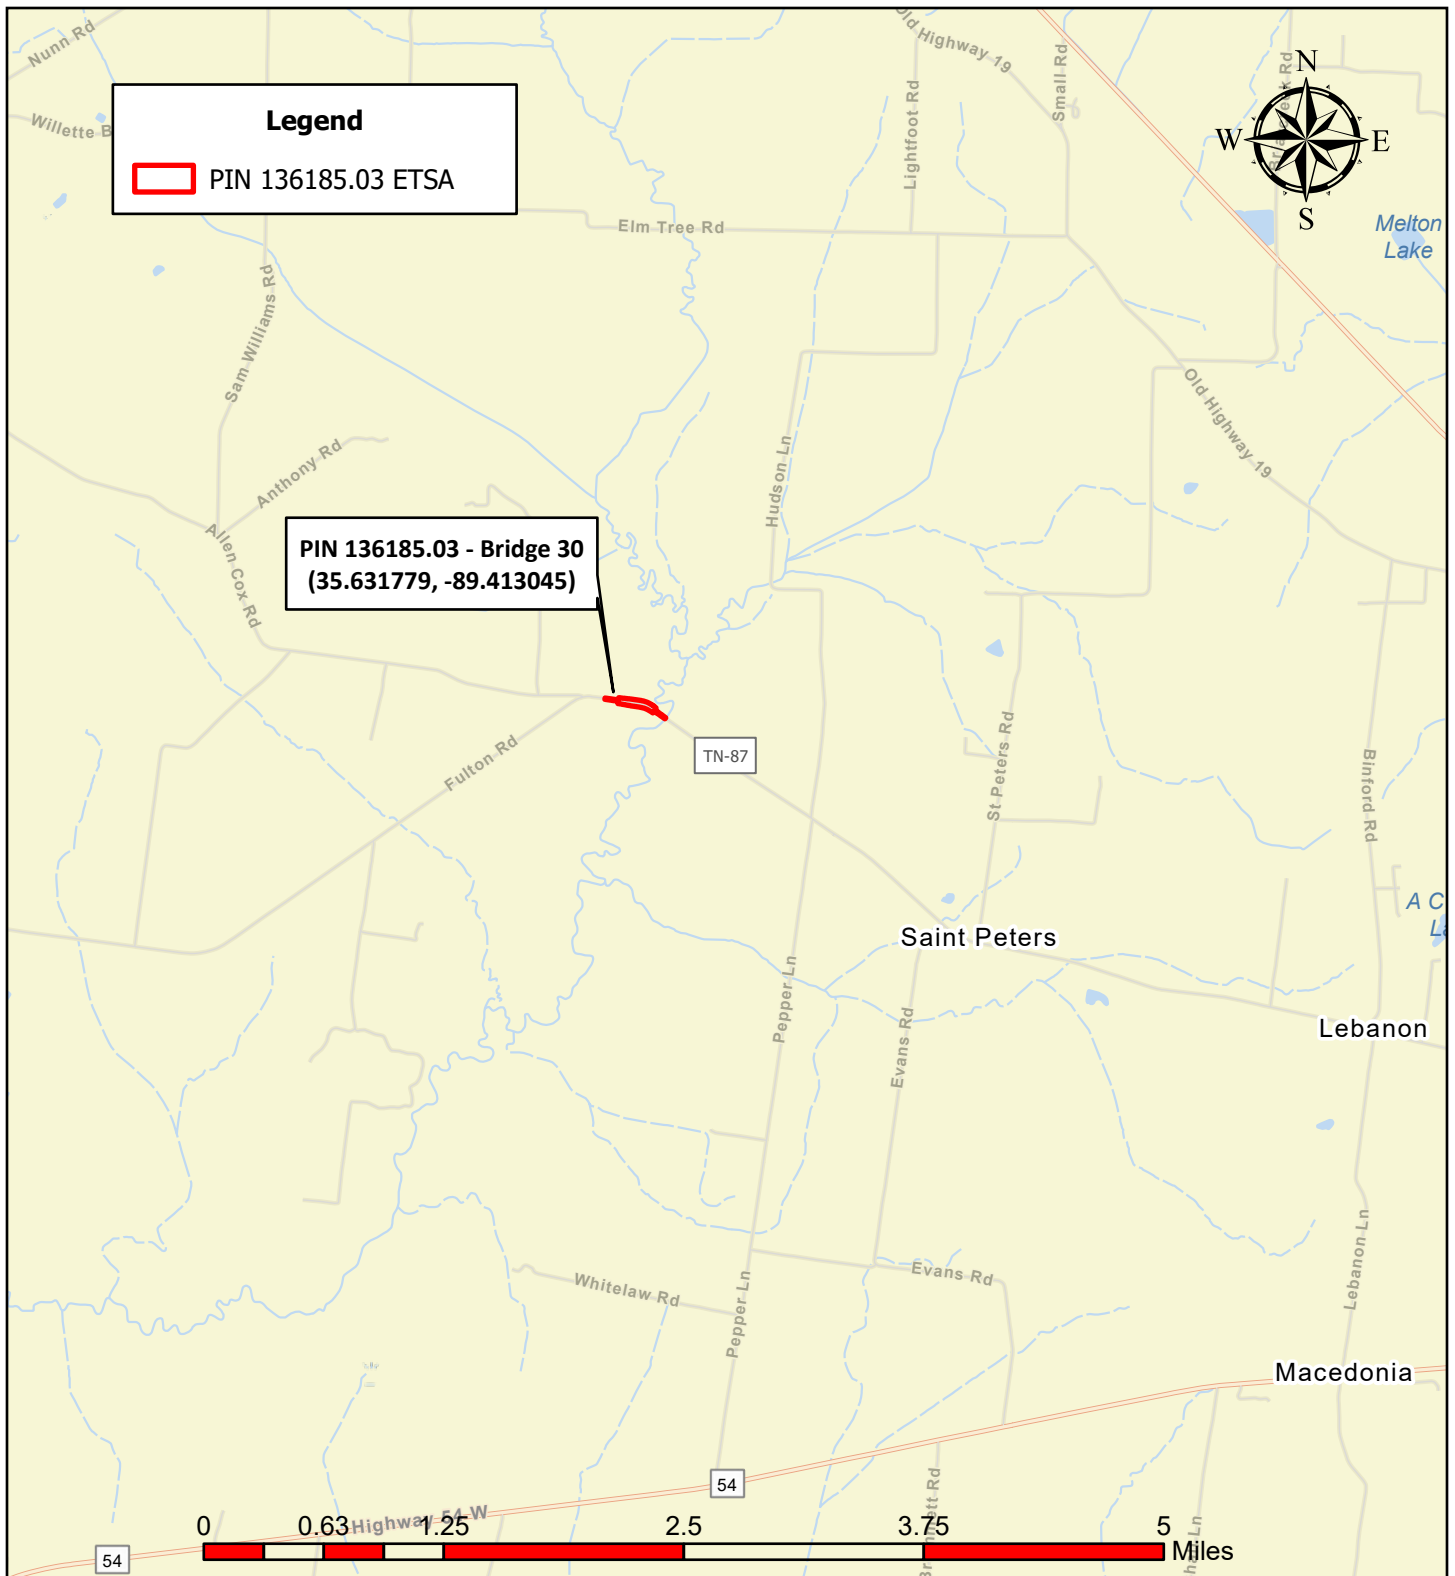 Nunn Rd
Old Highway 19
Small Rd
N
W
E
S
Legend
PIN 136185.03 ETSA
Willette B
Lightfoot Rd
Elm Tree Rd
Melton
Lake
Sam Williams Rd
Old Highway 19
Anthony Rd
Hudson Ln
Allen Cox Rd
PIN 136185.03 - Bridge 30
(35.631779, -89.413045)
Fulton Rd
TN-87
St Peters Rd
Binford Rd
A C
Saint Peters
Pepper Ln
Evans Rd
Lebanon
Whitelaw Rd
Evans Rd
Pepper Ln
Lebanon Ln
Macedonia
54
Highway 54 W
0 0.63 1.25 2.5 3.75 5
Miles
54